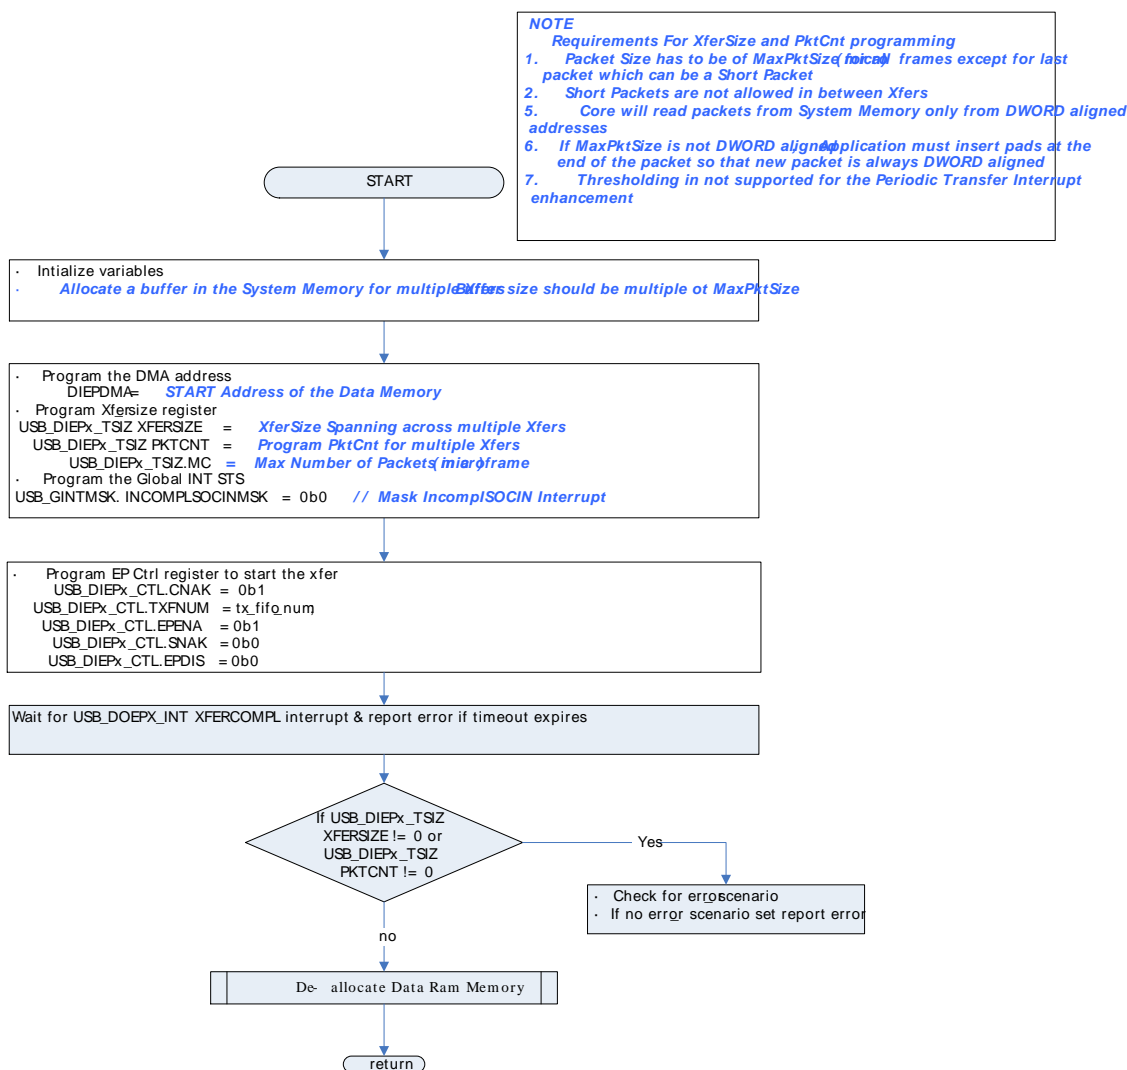 NOTE
Requirements For XferSize and PktCnt programming
1. Packet Size has to be of MaxPktSize frames except for last
packet which can be a Short Packet
2. Short Packets are not allowed in between Xfers
5. Core will read packets from System Memory only from DWORD aligned
addresses
6. If MaxPktSize is not DWORD aligned, Application must insert pads at the
end of the packet so that new packet is always DWORD aligned
7. Thresholding in not supported for the Periodic Transfer Interrupt
enhancement
START
· Intialize variables
· Allocate a buffer in the System Memory for multiple size should be multiple ot MaxPktSize
· Program the DMA address
DIEPDMA= START Address of the Data Memory
· Program Xfersize register
USB_DIEPx_TSIZ XFERSIZE = XferSize Spanning across multiple Xfers
USB_DIEPx_TSIZ PKTCNT = Program PktCnt for multiple Xfers
USB_DIEPx_TSIZ.MC = Max Number of Packets
· Program the Global INT STS
USB_GINTMSK. INCOMPLSOCINMSK = 0b0 // Mask IncomplSOCIN Interrupt
· Program EP Ctrl register to start the xfer
USB_DIEPx_CTL.CNAK = 0b1
USB_DIEPx_CTL.TXFNUM = tx_fifo_num;
USB_DIEPx_CTL.EPENA = 0b1
USB_DIEPx_CTL.SNAK = 0b0
USB_DIEPx_CTL.EPDIS = 0b0
Wait for USB_DOEPX_INT XFERCOMPL interrupt & report error if timeout expires
If USB_DIEPx_TSIZ
XFERSIZE != 0 or
USB_DIEPx_TSIZ
PKTCNT != 0
Yes
· Check for error_scenario
· If no error scenario set report error
no
De- allocate Data Ram Memory
return